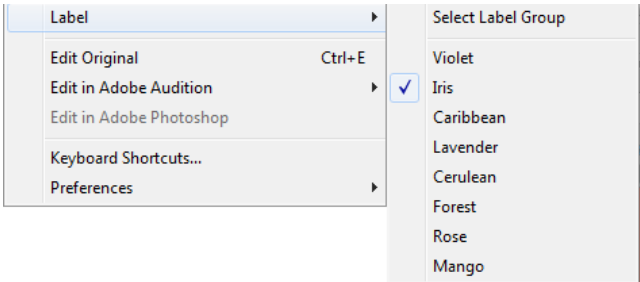 Label
Edit Original Ctrl+E
Edit in Adobe Audition
Edit in Adobe Photoshop
Keyboard Shortcuts...
Preferences
Select Label Group
Violet
Iris
Caribbean
Lavender
Cerulean
Forest
Rose
Mango